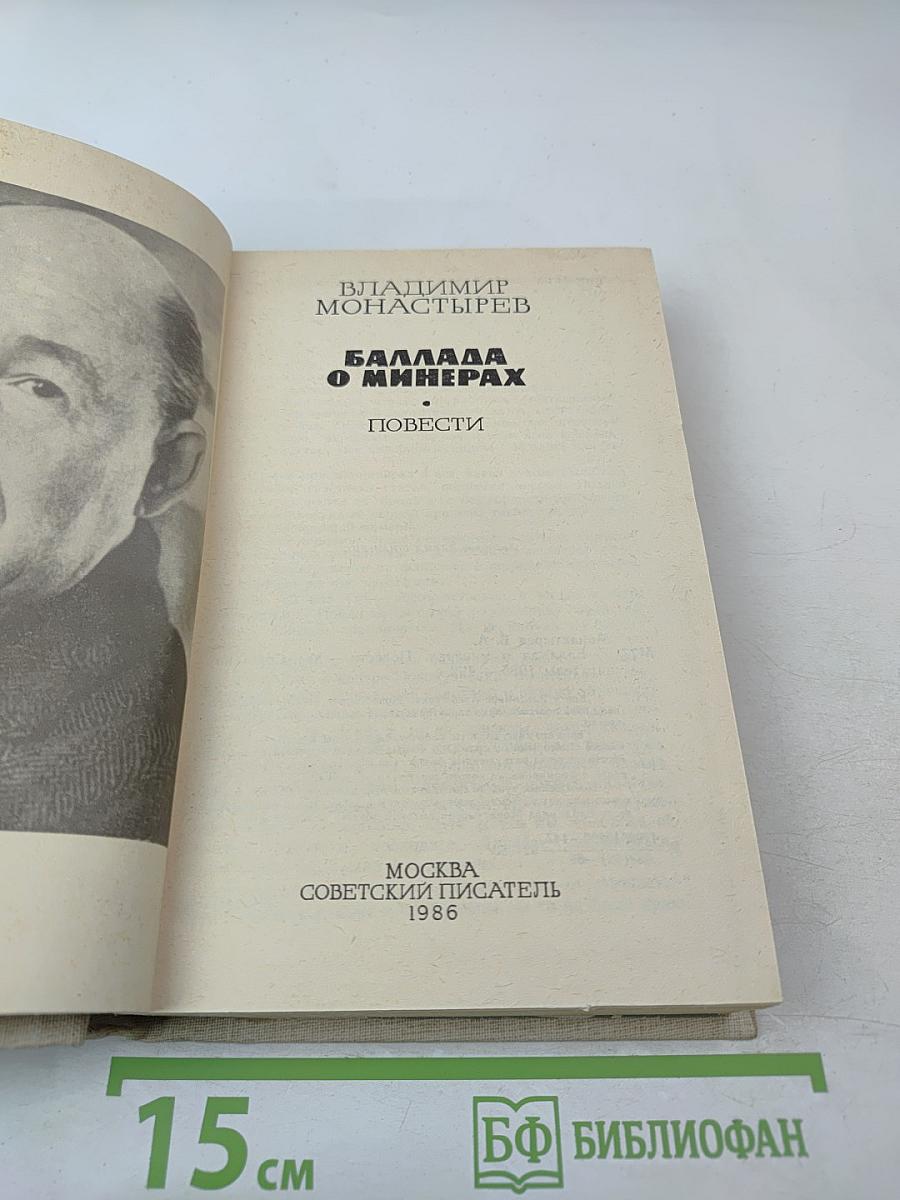 ВЛАДИМИР
МОНАСТЫРЕВ
БАЛЛАДА
О МИНЕРАХ
•
ПОВЕСТИ
МОСКВА
СОВЕТСКИЙ ПИСАТЕЛЬ
1986
15 см
БФ БИБЛИОФАН